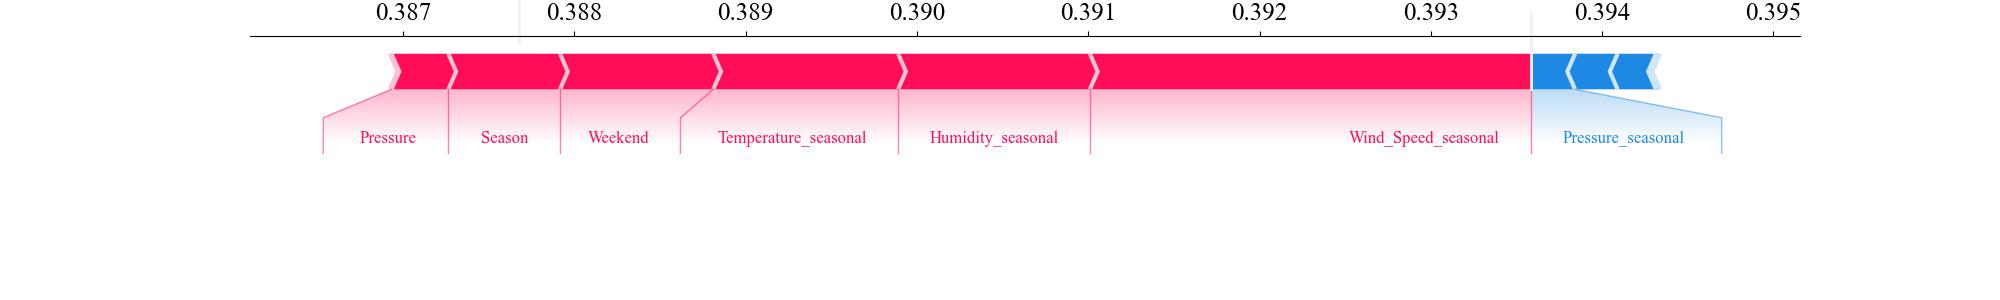 0.387 0.388 0.389 0.390 0.391 0.392 0.393 0.394 0.395
Pressure Season Weekend Temperature_seasonal Humidity_seasonal Wind_Speed_seasonal Pressure_seasonal